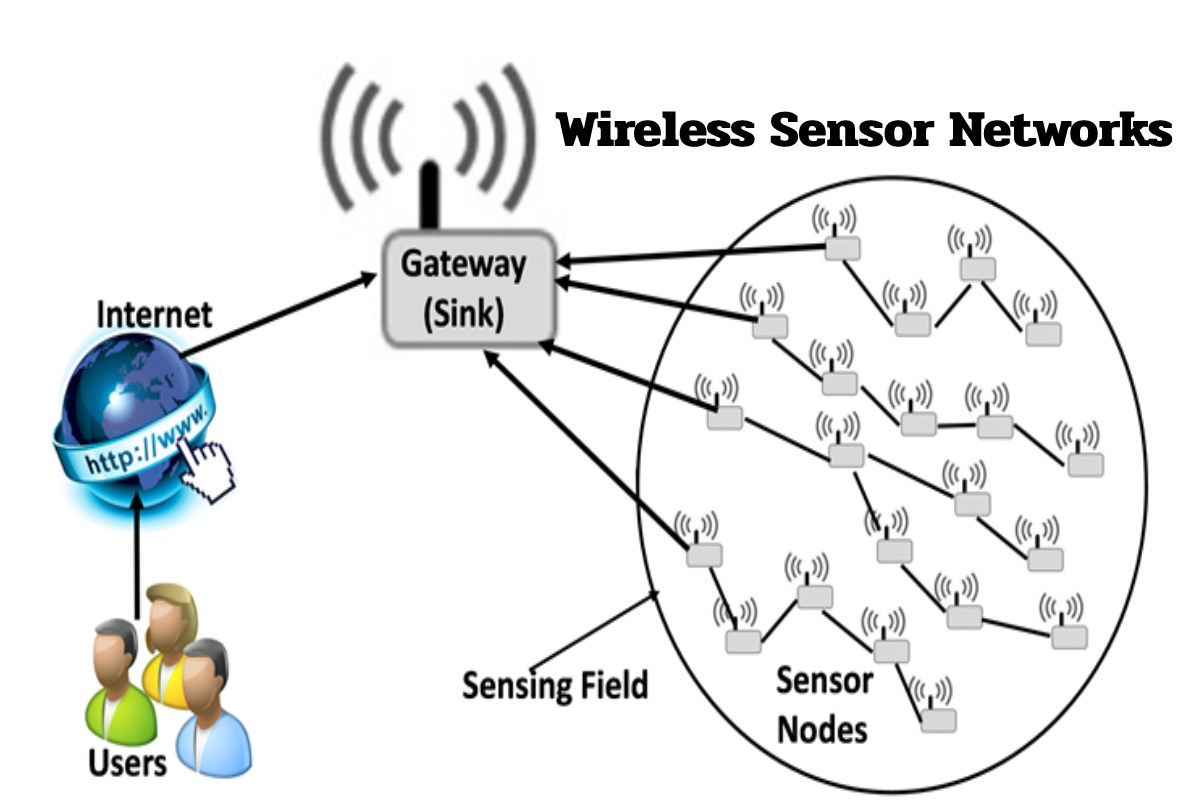 Wireless Sensor Networks
Gateway
(Sink)
Internet
http://www.
Sensing Field
Sensor
Nodes
Users